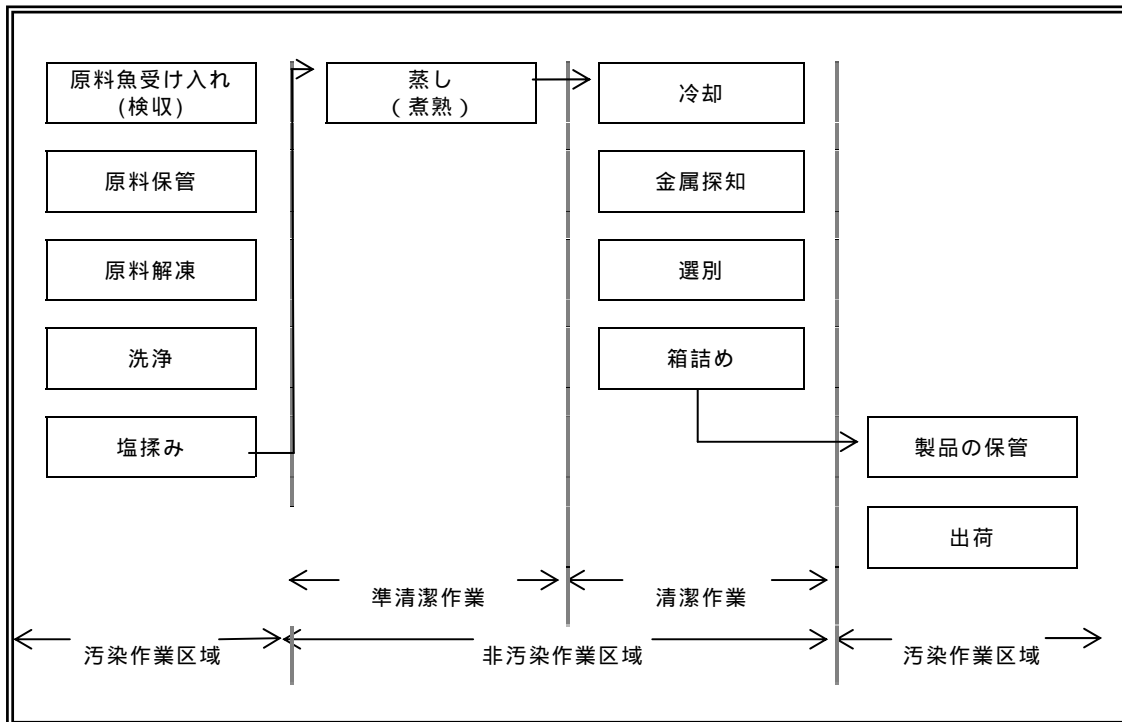 原料魚受け入れ
(検収)
原料保管
原料解凍
洗浄
塩揉み
蒸し
(煮熟)
冷却
金属探知
選別
箱詰め
製品の保管
出荷
準清潔作業
清潔作業
汚染作業区域
非汚染作業区域
汚染作業区域